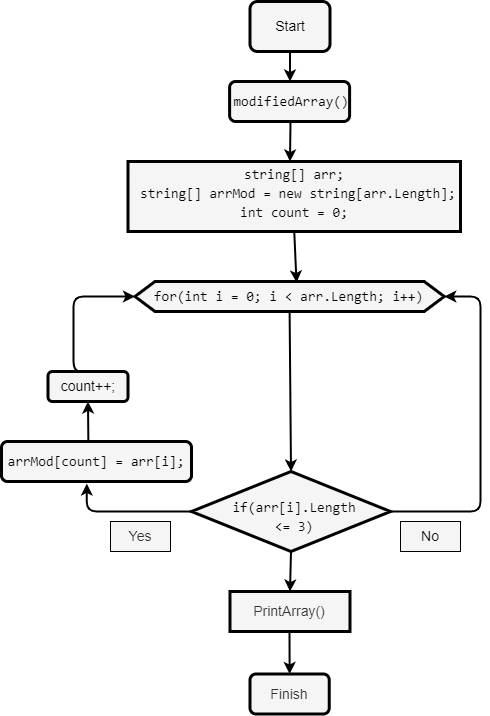 Start
modifiedArray()
string[] arr;
string[] arrMod = new string[arr.Length];
int count = 0;
for(int i = 0; i < arr.Length; i++)
count++;
arrMod[count] = arr[i];
if(arr[i].Length
<= 3)
Yes
No
PrintArray()
Finish